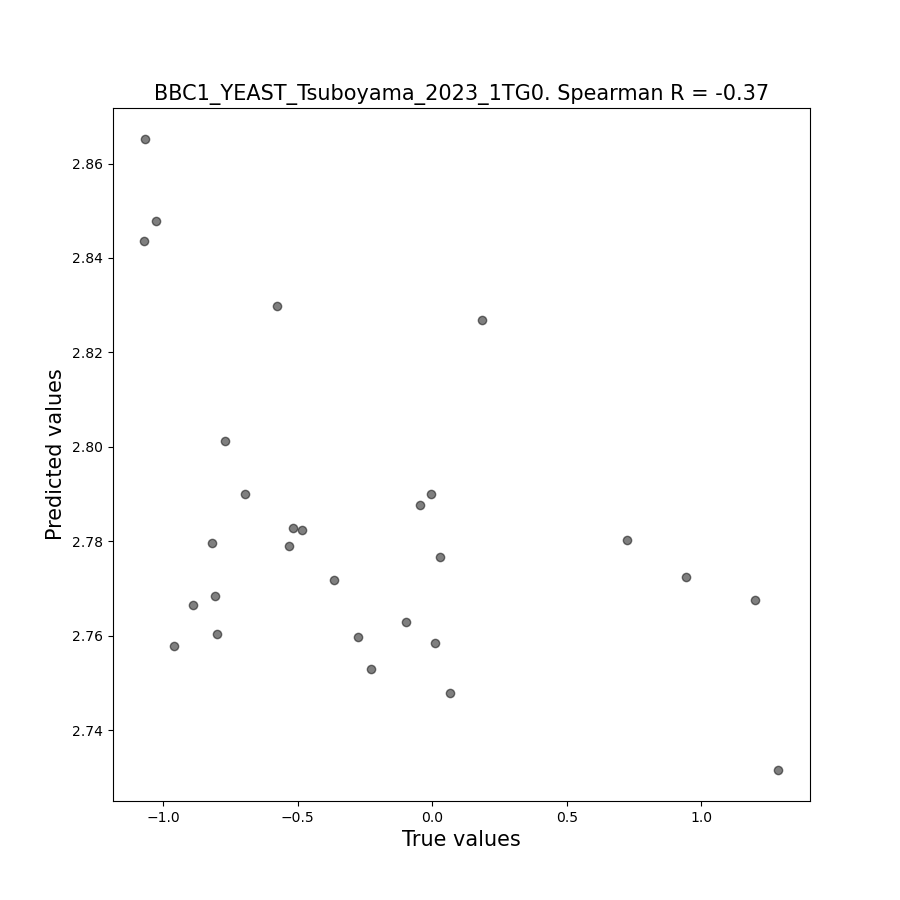 BBC1_YEAST_Tsuboyama_2023_1TG0. Spearman R = -0.37
2.86
2.84
2.82
2.80
2.78
2.76
2.74
Predicted values
−1.0 −0.5 0.0 0.5 1.0
True values